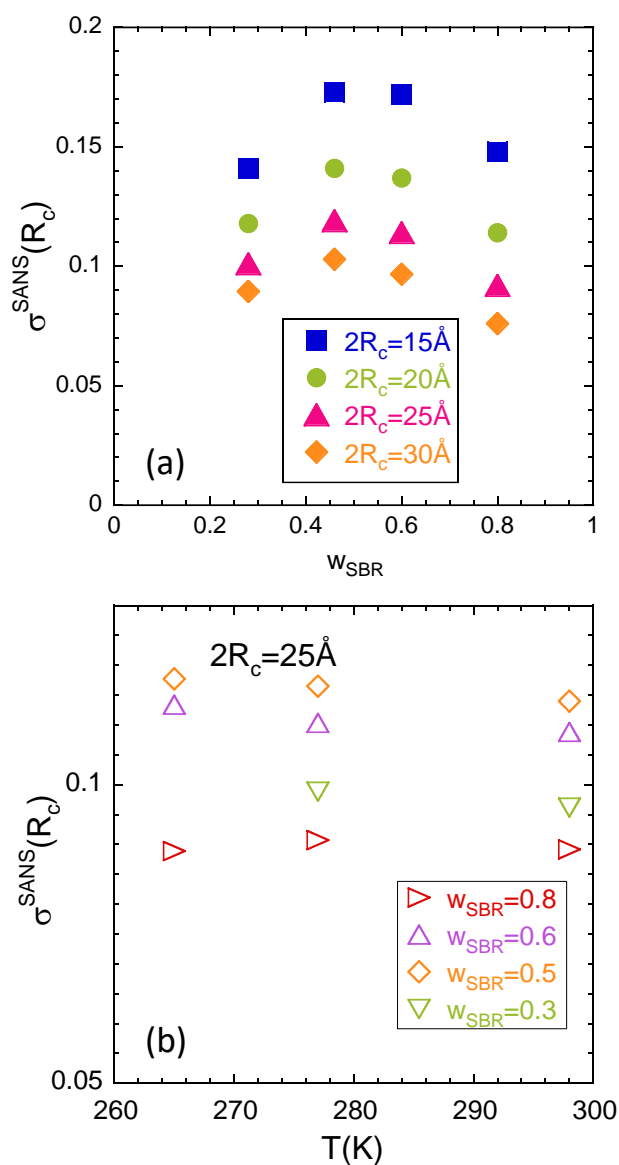 0.2
0.15
0.1
0.05
0
σ^SANS(R_c)
2R_c=15Å
2R_c=20Å
2R_c=25Å
2R_c=30Å
(a)
0 0.2 0.4 0.6 0.8 1
w_SBR
2R_c=25Å
0.1
σ^SANS(R_c)
w_SBR=0.8
w_SBR=0.6
w_SBR=0.5
w_SBR=0.3
(b)
0.05
260 270 280 290 300
T(K)